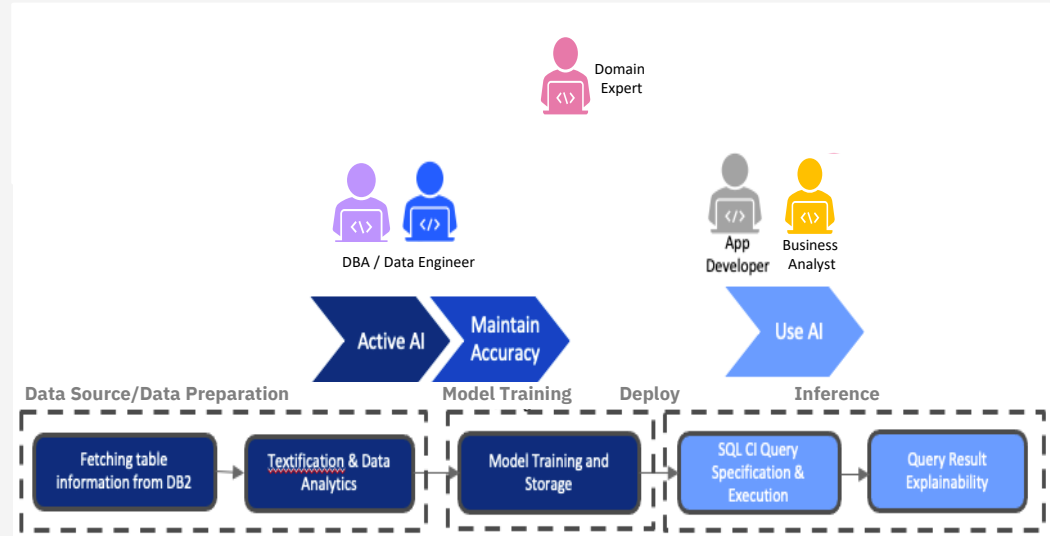 Domain
Expert
DBA / Data Engineer
App
Developer
Business
Analyst
Active AI
Maintain
Accuracy
Use AI
Data Source/Data Preparation
Model Training
Deploy
Inference
Fetching table
information from DB2
Textification & Data
Analytics
Model Training and
Storage
SQL CI Query
Specification &
Execution
Query Result
Explainability